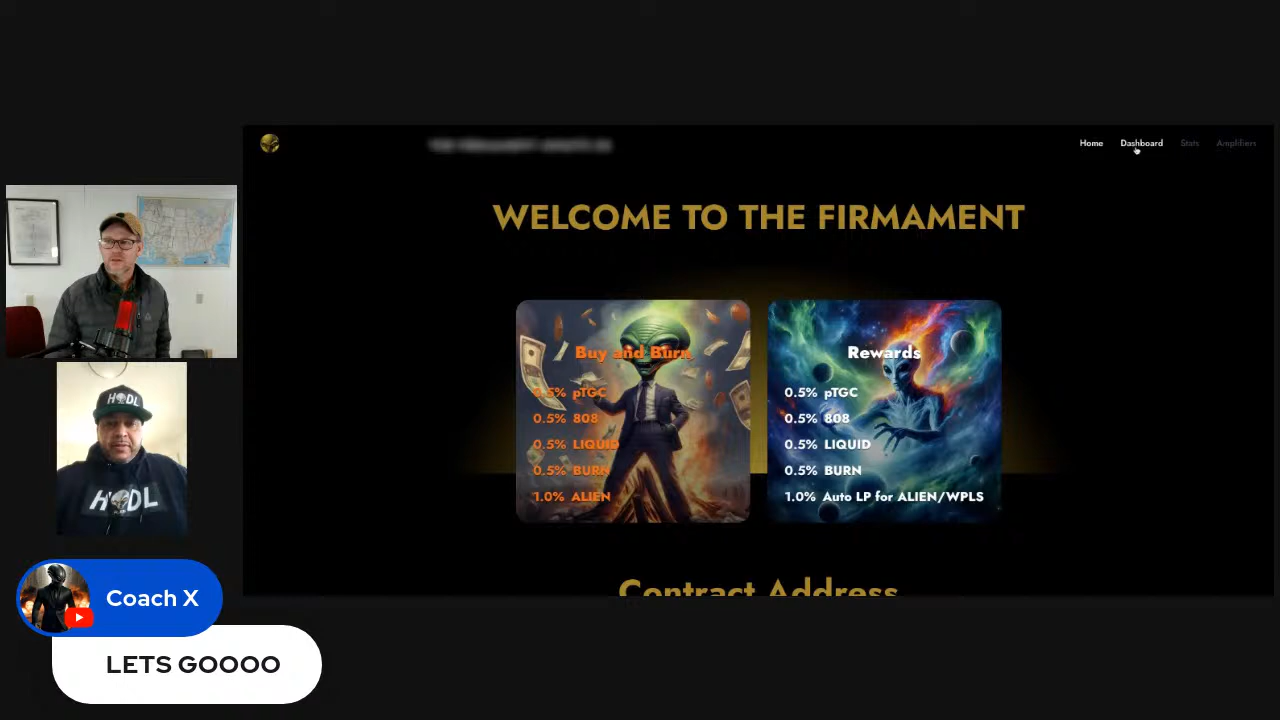 Home Dashboard Stats Amplifiers
WELCOME TO THE FIRMAMENT
Buy and Burn
0.5% pTGC
0.5% 808
0.5% LIQUID
0.5% BURN
1.0% ALIEN
Rewards
0.5% pTGC
0.5% 808
0.5% LIQUID
0.5% BURN
1.0% Auto LP for ALIEN/WPLS
Contract Address
HODL
Coach X
LETS GOOOO